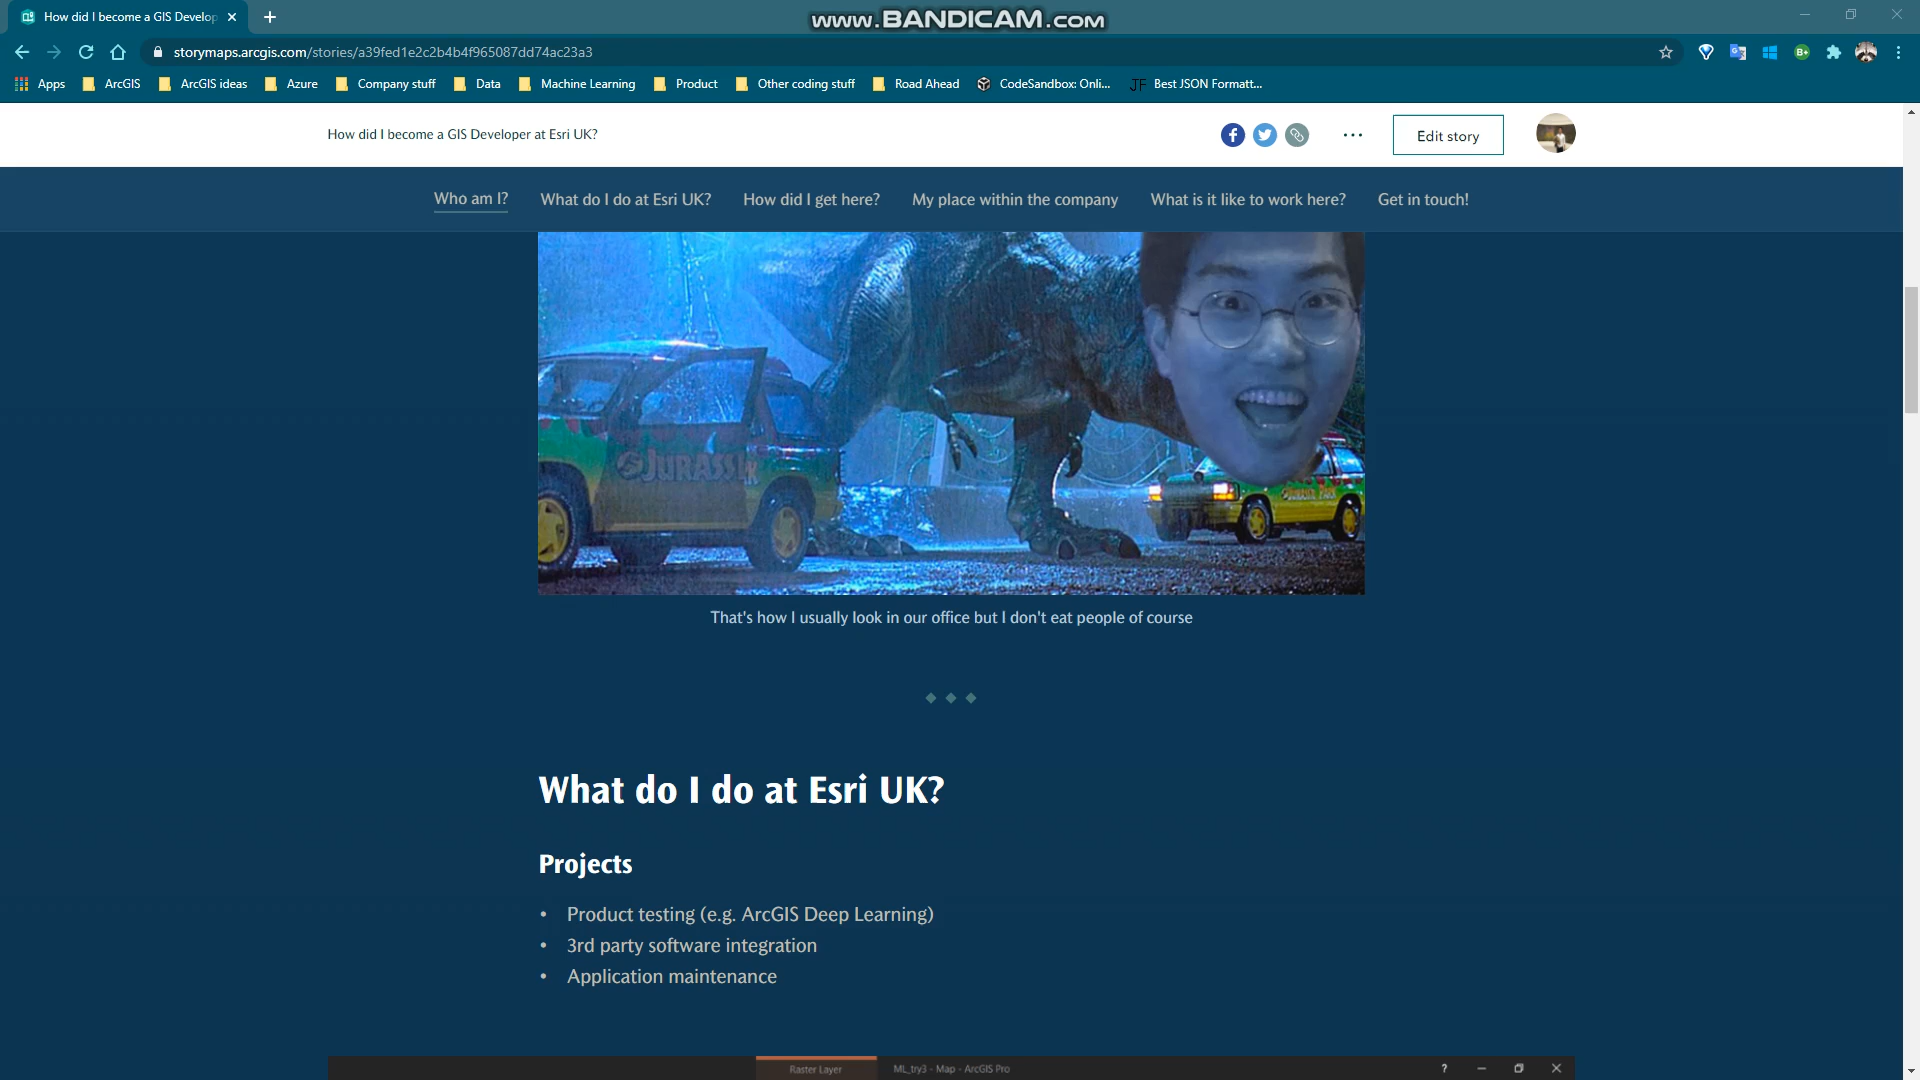 How did I become a GIS Develop
www.BANDICAM.com
storymaps.arcgis.com/stories/a39fed1e2c2b4b4f965087dd74ac23a3
Apps ArcGIS ArcGIS ideas Azure Company stuff Data Machine Learning Product Other coding stuff Road Ahead CodeSandbox: Onli... JF Best JSON Formatt...
How did I become a GIS Developer at Esri UK?
Edit story
Who am I? What do I do at Esri UK? How did I get here? My place within the company What is it like to work here? Get in touch!
JURASSIC
JURASSIC PARK
That's how I usually look in our office but I don't eat people of course
What do I do at Esri UK?
Projects
• Product testing (e.g. ArcGIS Deep Learning)
• 3rd party software integration
• Application maintenance
Raster Layer ML_try3 - Map - ArcGIS Pro ?